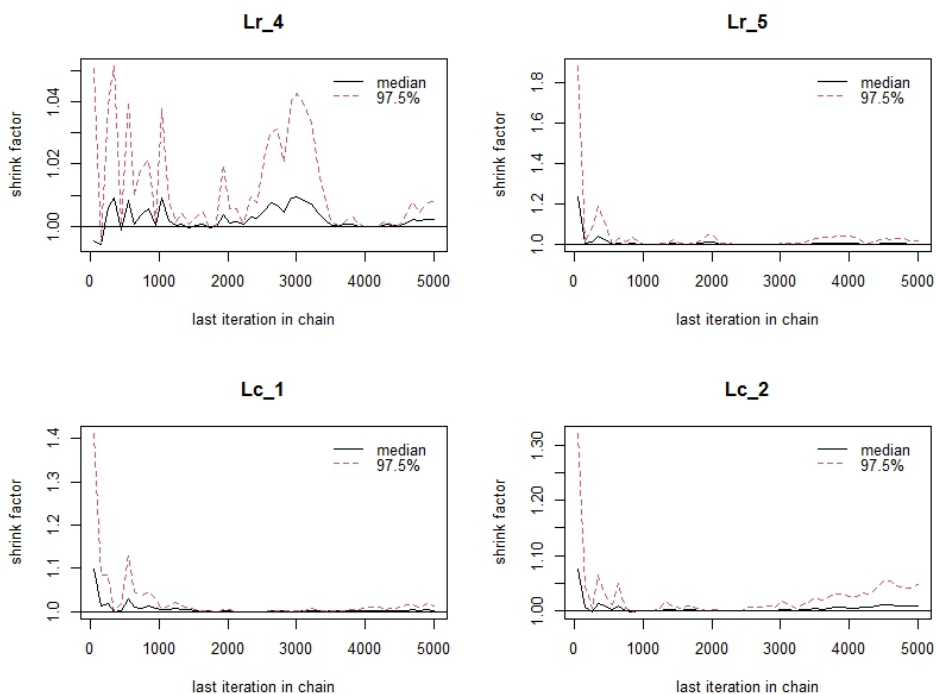 Lr_4
median
97.5%
shrink factor
1.00 1.02 1.04
0 1000 2000 3000 4000 5000
last iteration in chain
Lr_5
median
97.5%
shrink factor
1.0 1.2 1.4 1.6 1.8
0 1000 2000 3000 4000 5000
last iteration in chain
Lc_1
median
97.5%
shrink factor
1.0 1.1 1.2 1.3 1.4
0 1000 2000 3000 4000 5000
last iteration in chain
Lc_2
median
97.5%
shrink factor
1.00 1.10 1.20 1.30
0 1000 2000 3000 4000 5000
last iteration in chain